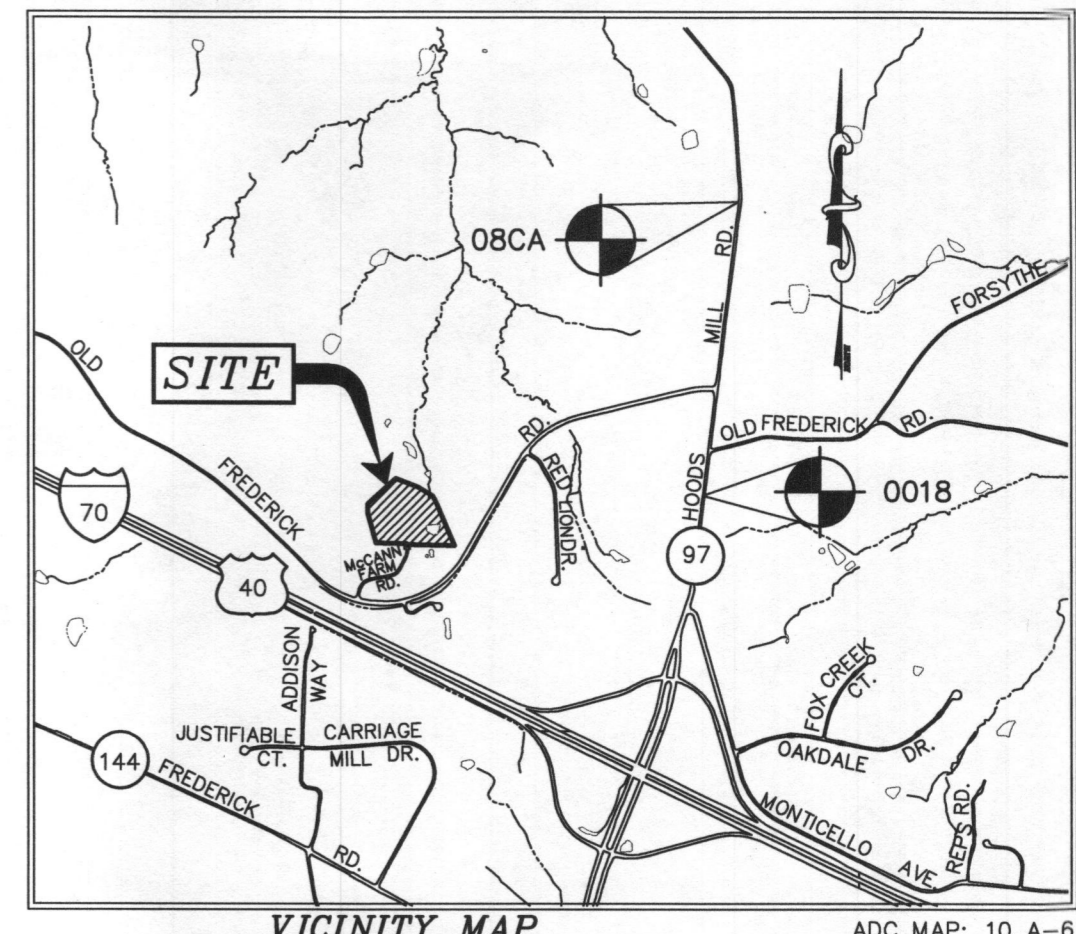 08CA
RD.
MILL
HOODS
FORSYTHE
OLD
FREDERICK
RD.
SITE
OLD FREDERICK RD.
0018
RED LION DR.
McCANN
FARM
RD.
70
40
97
ADDISON
WAY
JUSTIFIABLE
CT.
CARRIAGE
MILL DR.
144
FREDERICK
RD.
FOX CREEK
CT.
OAKDALE
DR.
MONTICELLO
AVE.
REPS RD.
VICINITY MAP
ADC MAP: 10 A-6